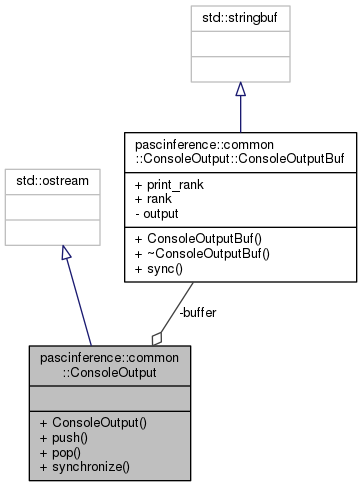 std::stringbuf
pascinference::common
::ConsoleOutput::ConsoleOutputBuf
+ print_rank
+ rank
- output
+ ConsoleOutputBuf()
+ ~ConsoleOutputBuf()
+ sync()
std::ostream
-buffer
pascinference::common
::ConsoleOutput
+ ConsoleOutput()
+ push()
+ pop()
+ synchronize()